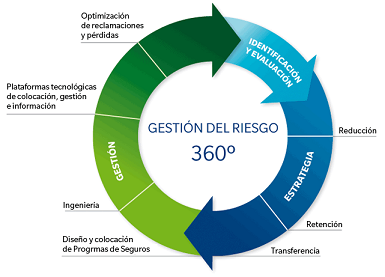 Optimización
de reclamaciones
y pérdidas
IDENTIFICACIÓN
Y EVALUACIÓN
Plataformas tecnológicas
de colocación, gestión
e información
GESTIÓN DEL RIESGO
360º
Reducción
GESTIÓN
ESTRATEGIA
Ingeniería
Retención
Diseño y colocación
de Progrmas de Seguros
Transferencia